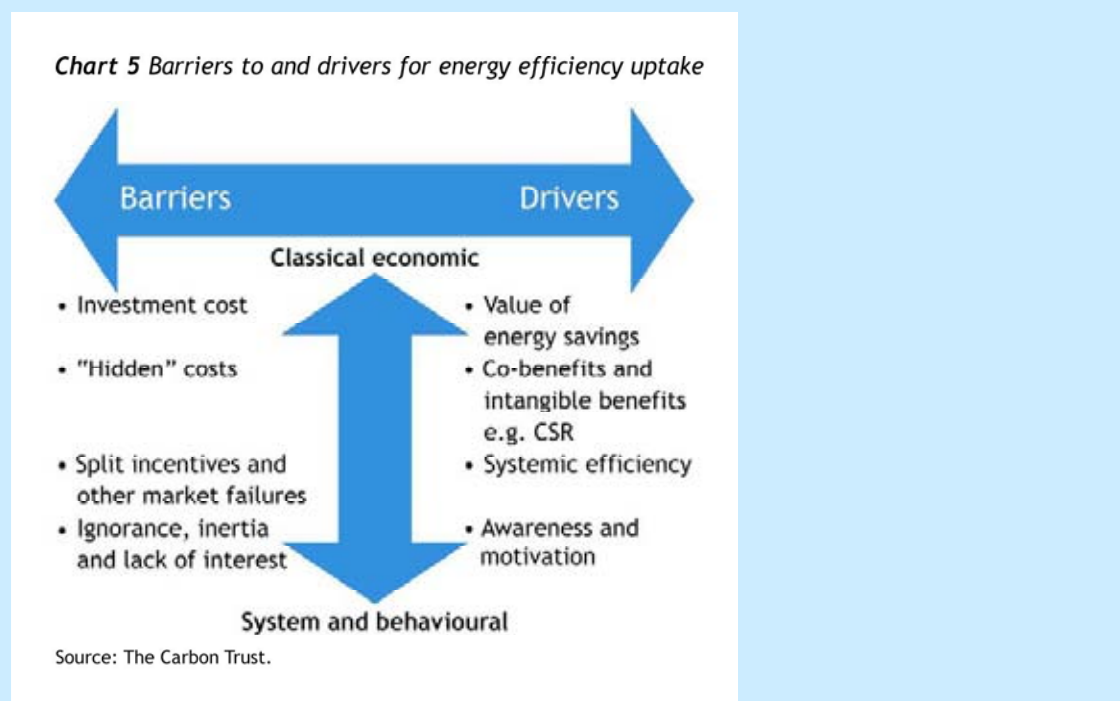 Chart 5 Barriers to and drivers for energy efficiency uptake
Barriers
Drivers
Classical economic
• Investment cost
• "Hidden" costs
• Split incentives and
other market failures
• Ignorance, inertia
and lack of interest
• Value of
energy savings
• Co-benefits and
intangible benefits
e.g. CSR
• Systemic efficiency
• Awareness and
motivation
System and behavioural
Source: The Carbon Trust.